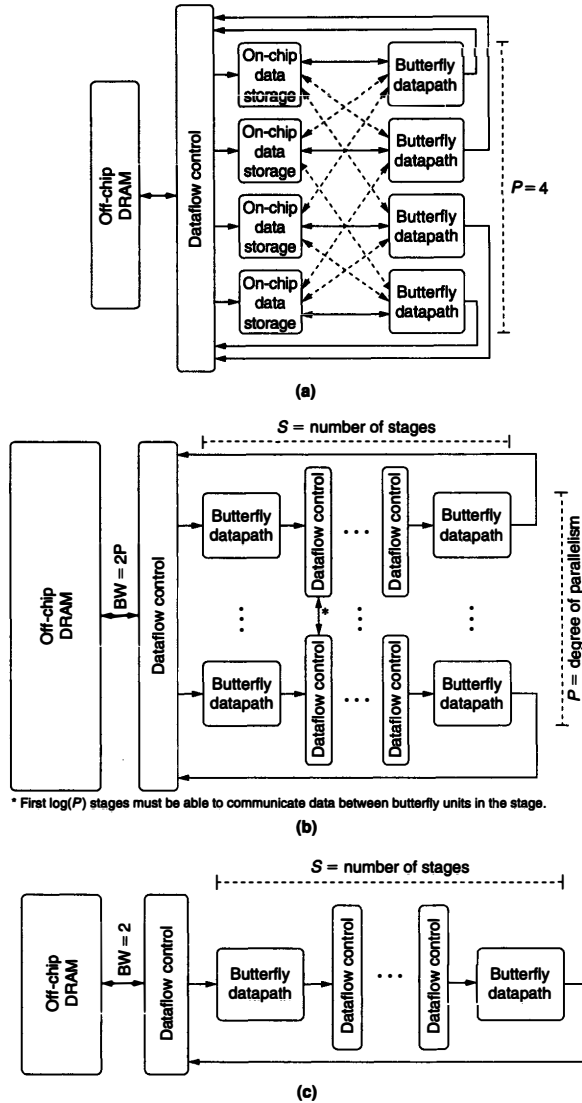 Off-chip
DRAM
Dataflow control
On-chip
data
storage
Butterfly
datapath
On-chip
data
storage
Butterfly
datapath
On-chip
data
storage
Butterfly
datapath
On-chip
data
storage
Butterfly
datapath
P = 4
(a)
S = number of stages
Off-chip
DRAM
BW = 2P
Dataflow control
Butterfly
datapath
Dataflow control
...
Dataflow control
Butterfly
datapath
*
Butterfly
datapath
Dataflow control
...
Dataflow control
Butterfly
datapath
P = degree of parallelism
* First log(P) stages must be able to communicate data between butterfly units in the stage.
(b)
S = number of stages
Off-chip
DRAM
BW = 2
Dataflow control
Butterfly
datapath
Dataflow control
...
Dataflow control
Butterfly
datapath
(c)